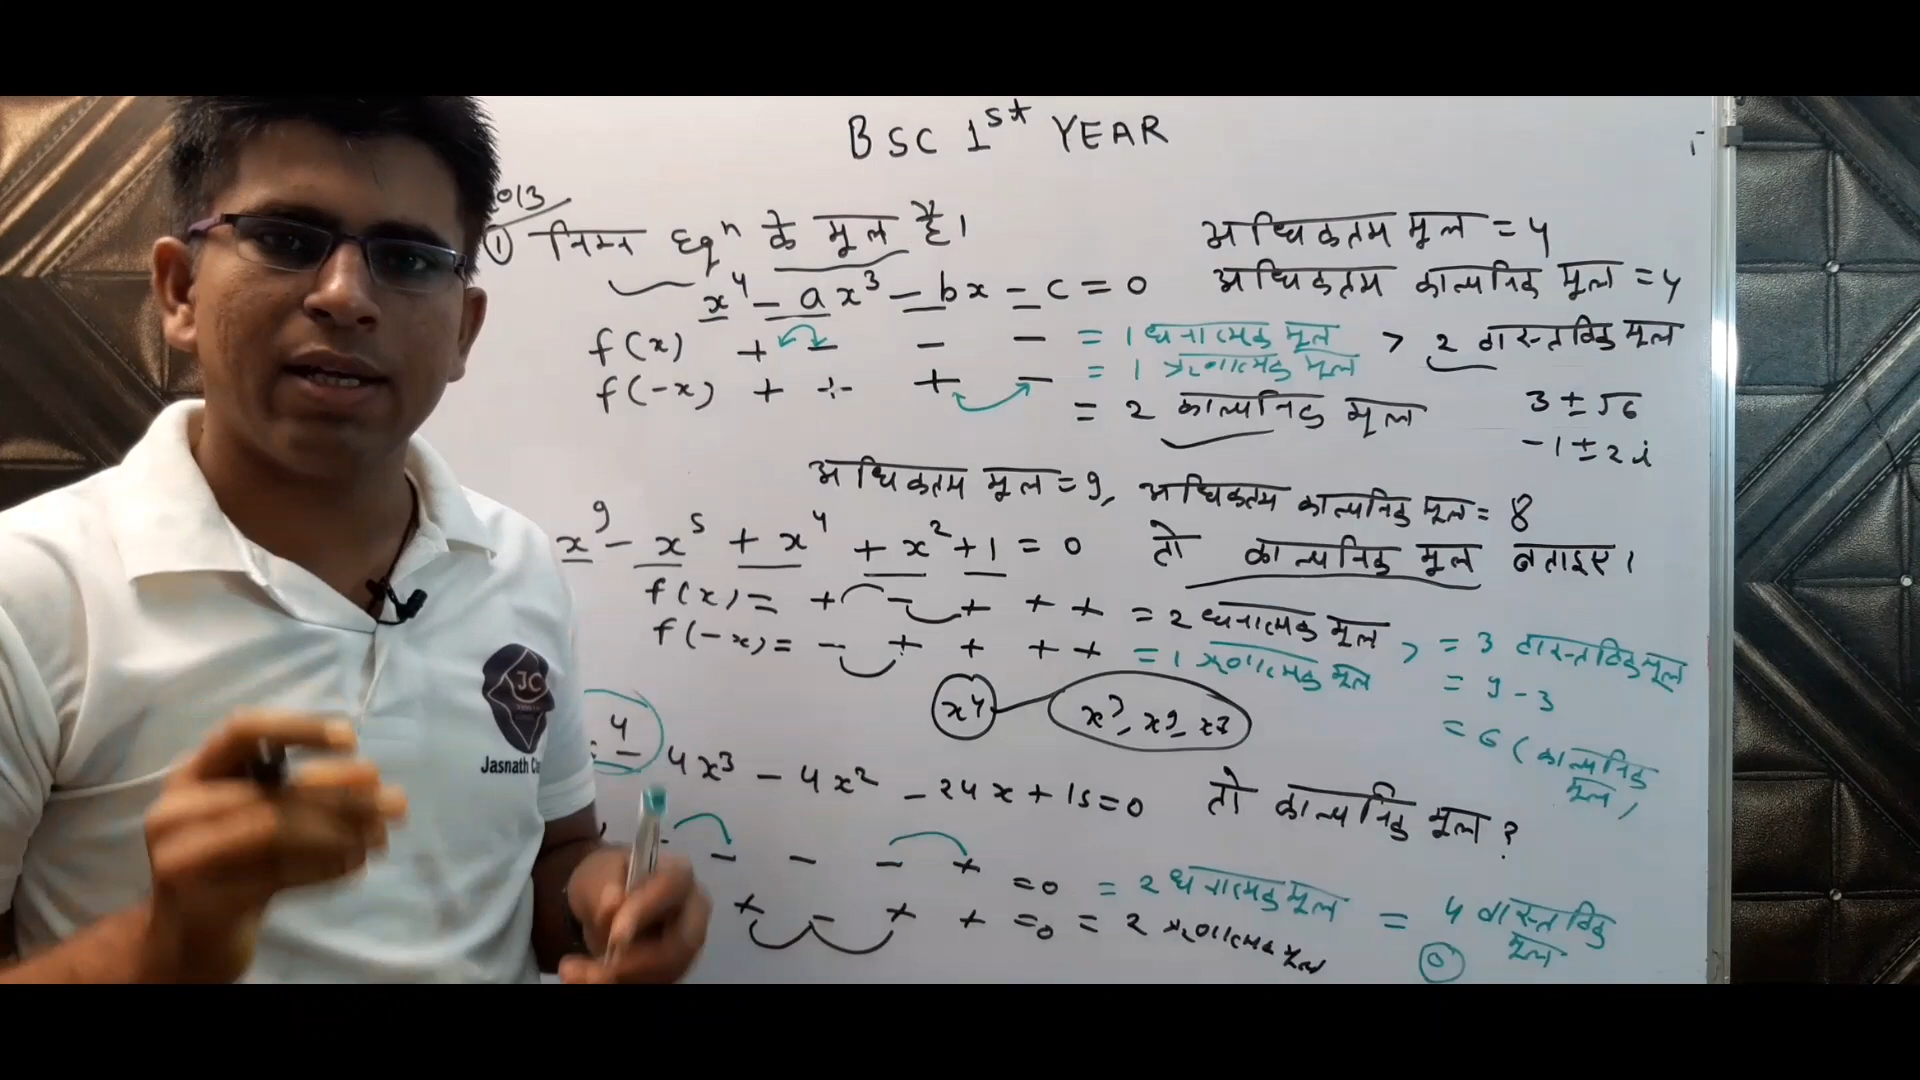 BSC 1st YEAR
2013
① निम्न Eqⁿ के मूल है।
x⁴ - ax³ - bx - c = 0
f(x) + - - - = 1 धनात्मक मूल
f(-x) + + + - = 1 ऋणात्मक मूल
= 2 काल्पनिक मूल
अधिकतम मूल = 4
अधिकतम काल्पनिक मूल = 4
> 2 वास्तविक मूल
3 ± √6
-1 ± 2i
अधिकतम मूल = 9, अधिकतम काल्पनिक मूल = 8
x⁹ - x⁵ + x⁴ + x² + 1 = 0 तो काल्पनिक मूल बताइए।
f(x) = + - + + + = 2 धनात्मक मूल
f(-x) = - + + + + = 1 ऋणात्मक मूल
> = 3 वास्तविक मूल
= 9 - 3
= 6 (काल्पनिक मूल)
x⁴
4
- 4x³ - 4x² - 24x + 15 = 0 तो काल्पनिक मूल ?
- - - + = 0 = 2 धनात्मक मूल
+ - + + = 0 = 2 ऋणात्मक मूल
= 4 वास्तविक मूल
0
JC
Jasnath